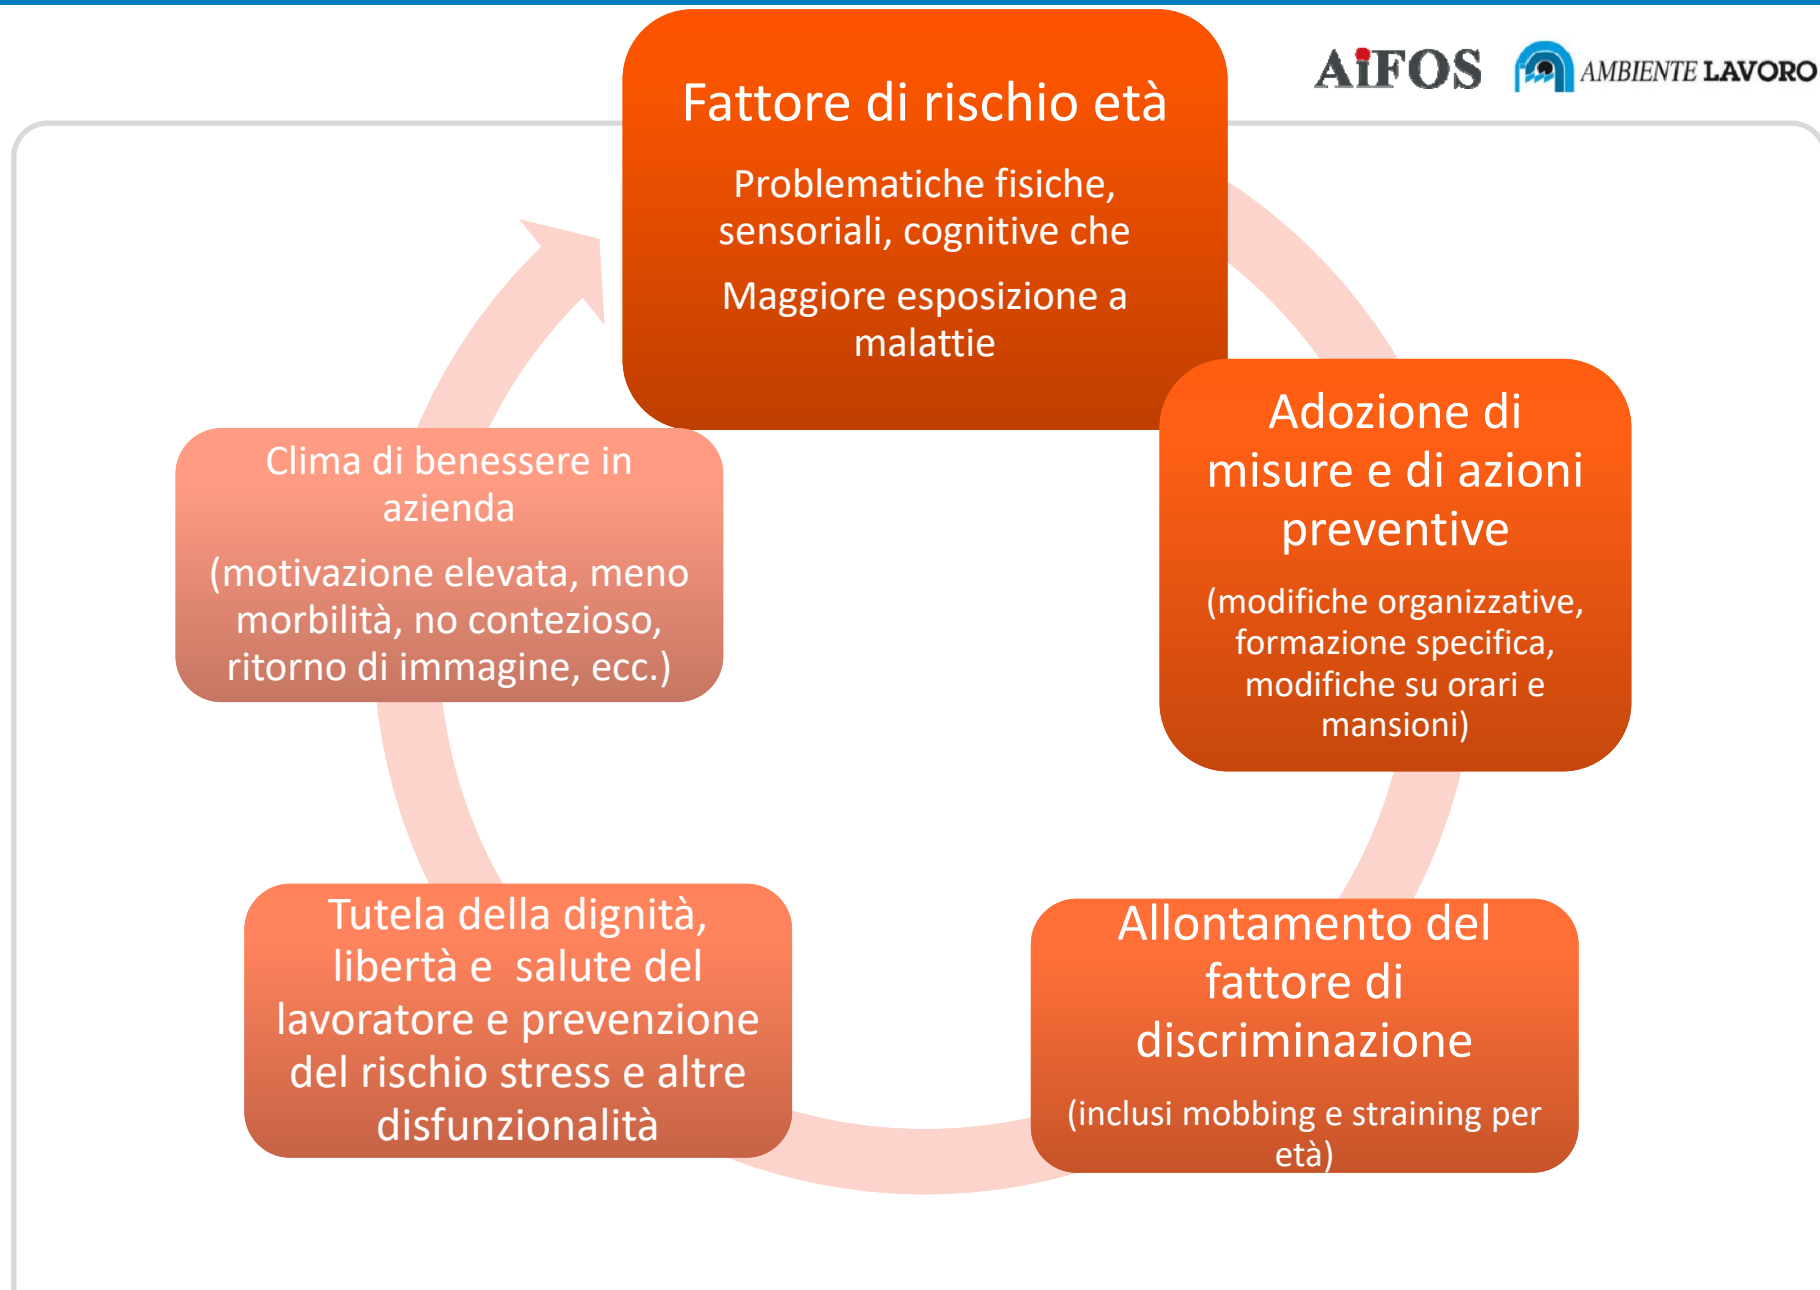 AiFOS
AMBIENTE LAVORO
Fattore di rischio età
Problematiche fisiche,
sensoriali, cognitive che
Maggiore esposizione a
malattie
Adozione di
misure e di azioni
preventive
(modifiche organizzative,
formazione specifica,
modifiche su orari e
mansioni)
Allontamento del
fattore di
discriminazione
(inclusi mobbing e straining per
età)
Tutela della dignità,
libertà e  salute del
lavoratore e prevenzione
del rischio stress e altre
disfunzionalità
Clima di benessere in
azienda
(motivazione elevata, meno
morbilità, no contezioso,
ritorno di immagine, ecc.)